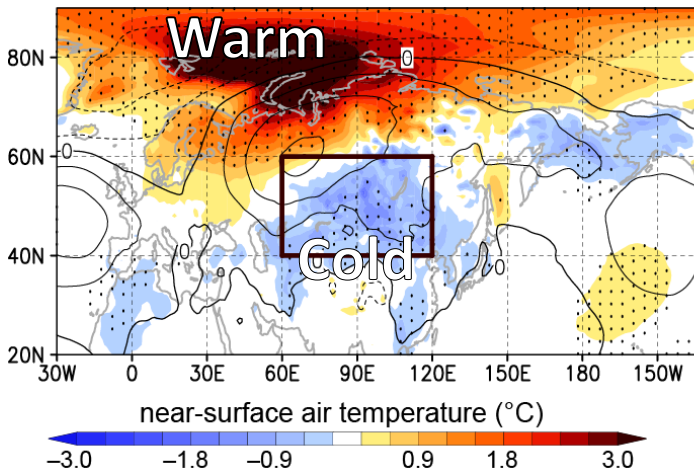 Warm
80N
0
60N
0
Cold
40N
0
0
20N
30W 0 30E 60E 90E 120E 150E 180 150W
near-surface air temperature (°C)
−3.0 −1.8 −0.9 0.9 1.8 3.0